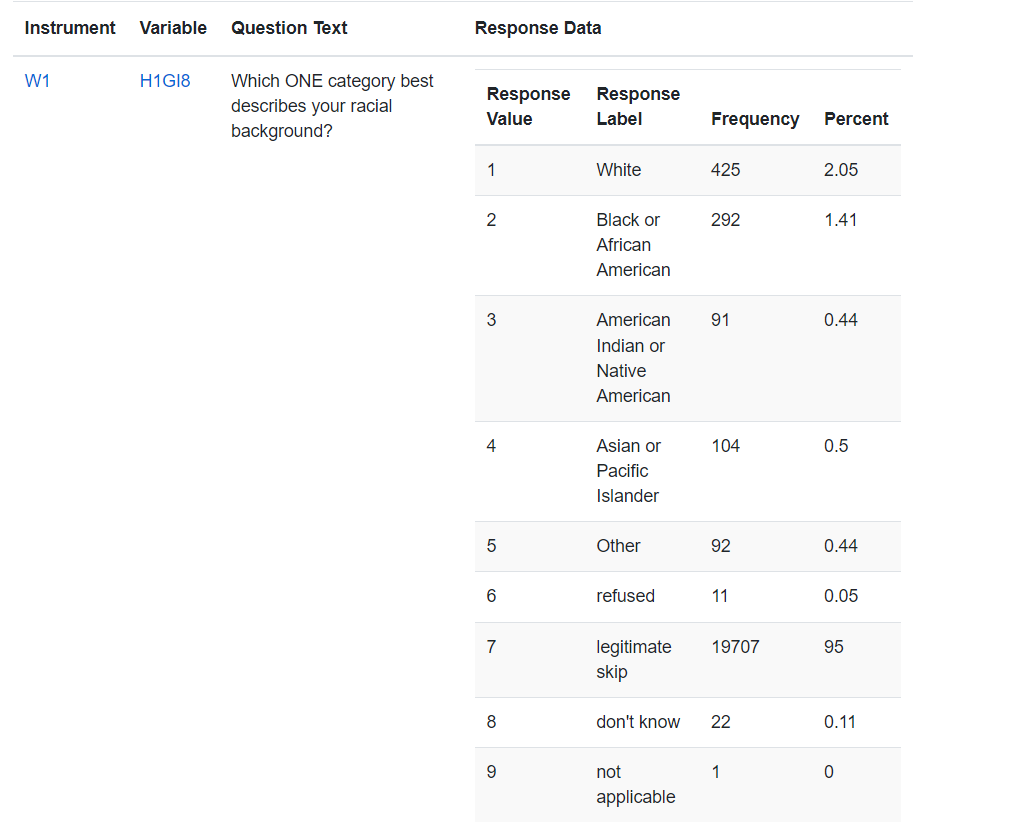 Instrument Variable Question Text Response Data
W1 H1GI8 Which ONE category best
describes your racial
background?
Response
Value Response
Label Frequency Percent
1 White 425 2.05
2 Black or
African
American 292 1.41
3 American
Indian or
Native
American 91 0.44
4 Asian or
Pacific
Islander 104 0.5
5 Other 92 0.44
6 refused 11 0.05
7 legitimate
skip 19707 95
8 don't know 22 0.11
9 not
applicable 1 0